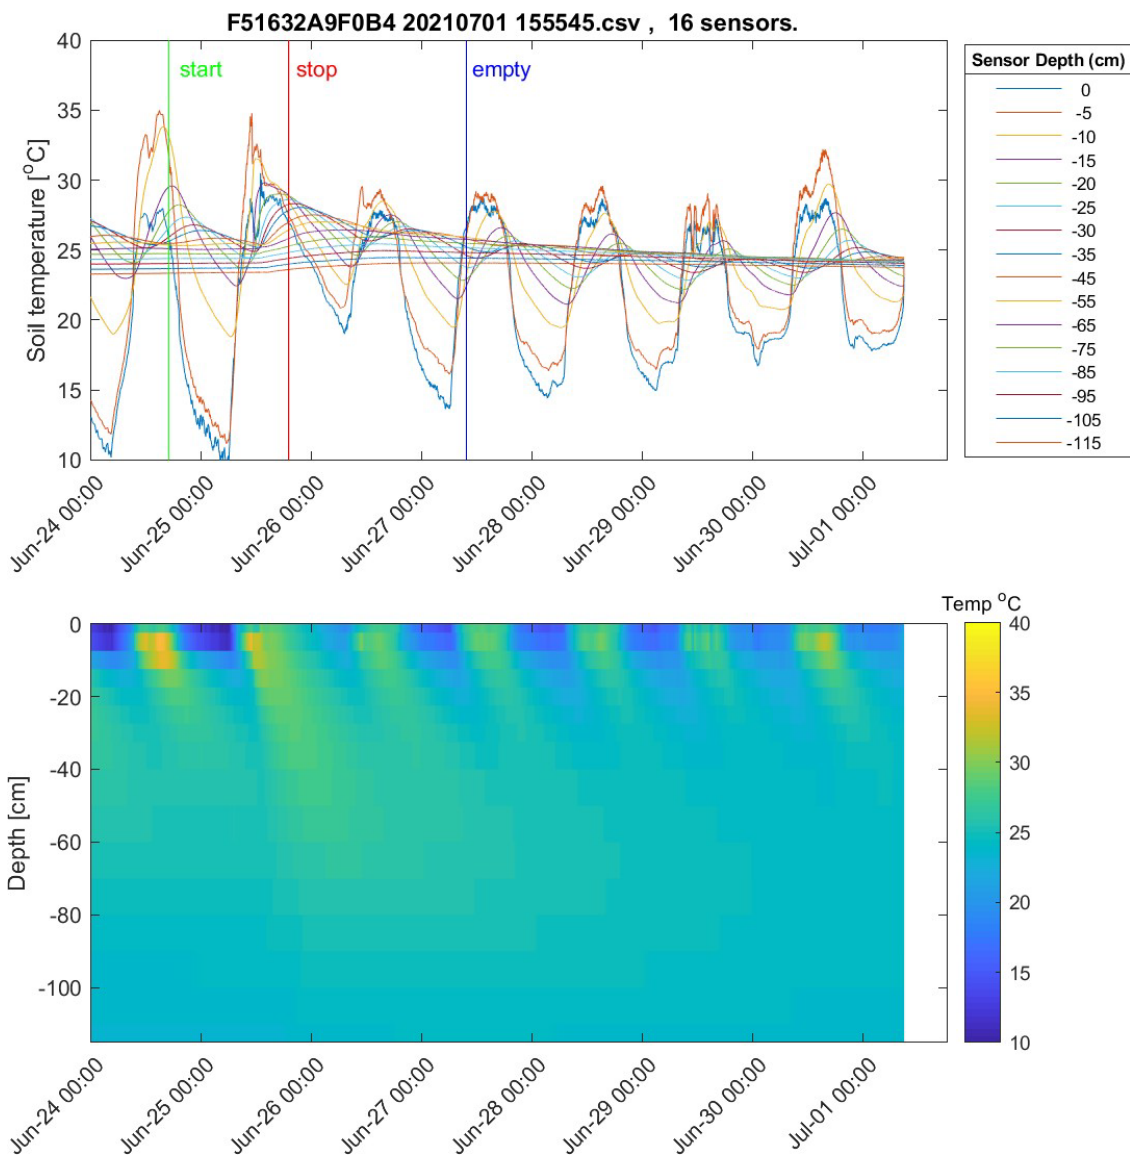 F51632A9F0B4 20210701 155545.csv , 16 sensors.
40
35
30
25
20
15
10
Soil temperature [°C]
start
stop
empty
Jun-24 00:00
Jun-25 00:00
Jun-26 00:00
Jun-27 00:00
Jun-28 00:00
Jun-29 00:00
Jun-30 00:00
Jul-01 00:00
Sensor Depth (cm)
0
-5
-10
-15
-20
-25
-30
-35
-45
-55
-65
-75
-85
-95
-105
-115
0
-20
-40
-60
-80
-100
Depth [cm]
Jun-24 00:00
Jun-25 00:00
Jun-26 00:00
Jun-27 00:00
Jun-28 00:00
Jun-29 00:00
Jun-30 00:00
Jul-01 00:00
Temp °C
40
35
30
25
20
15
10